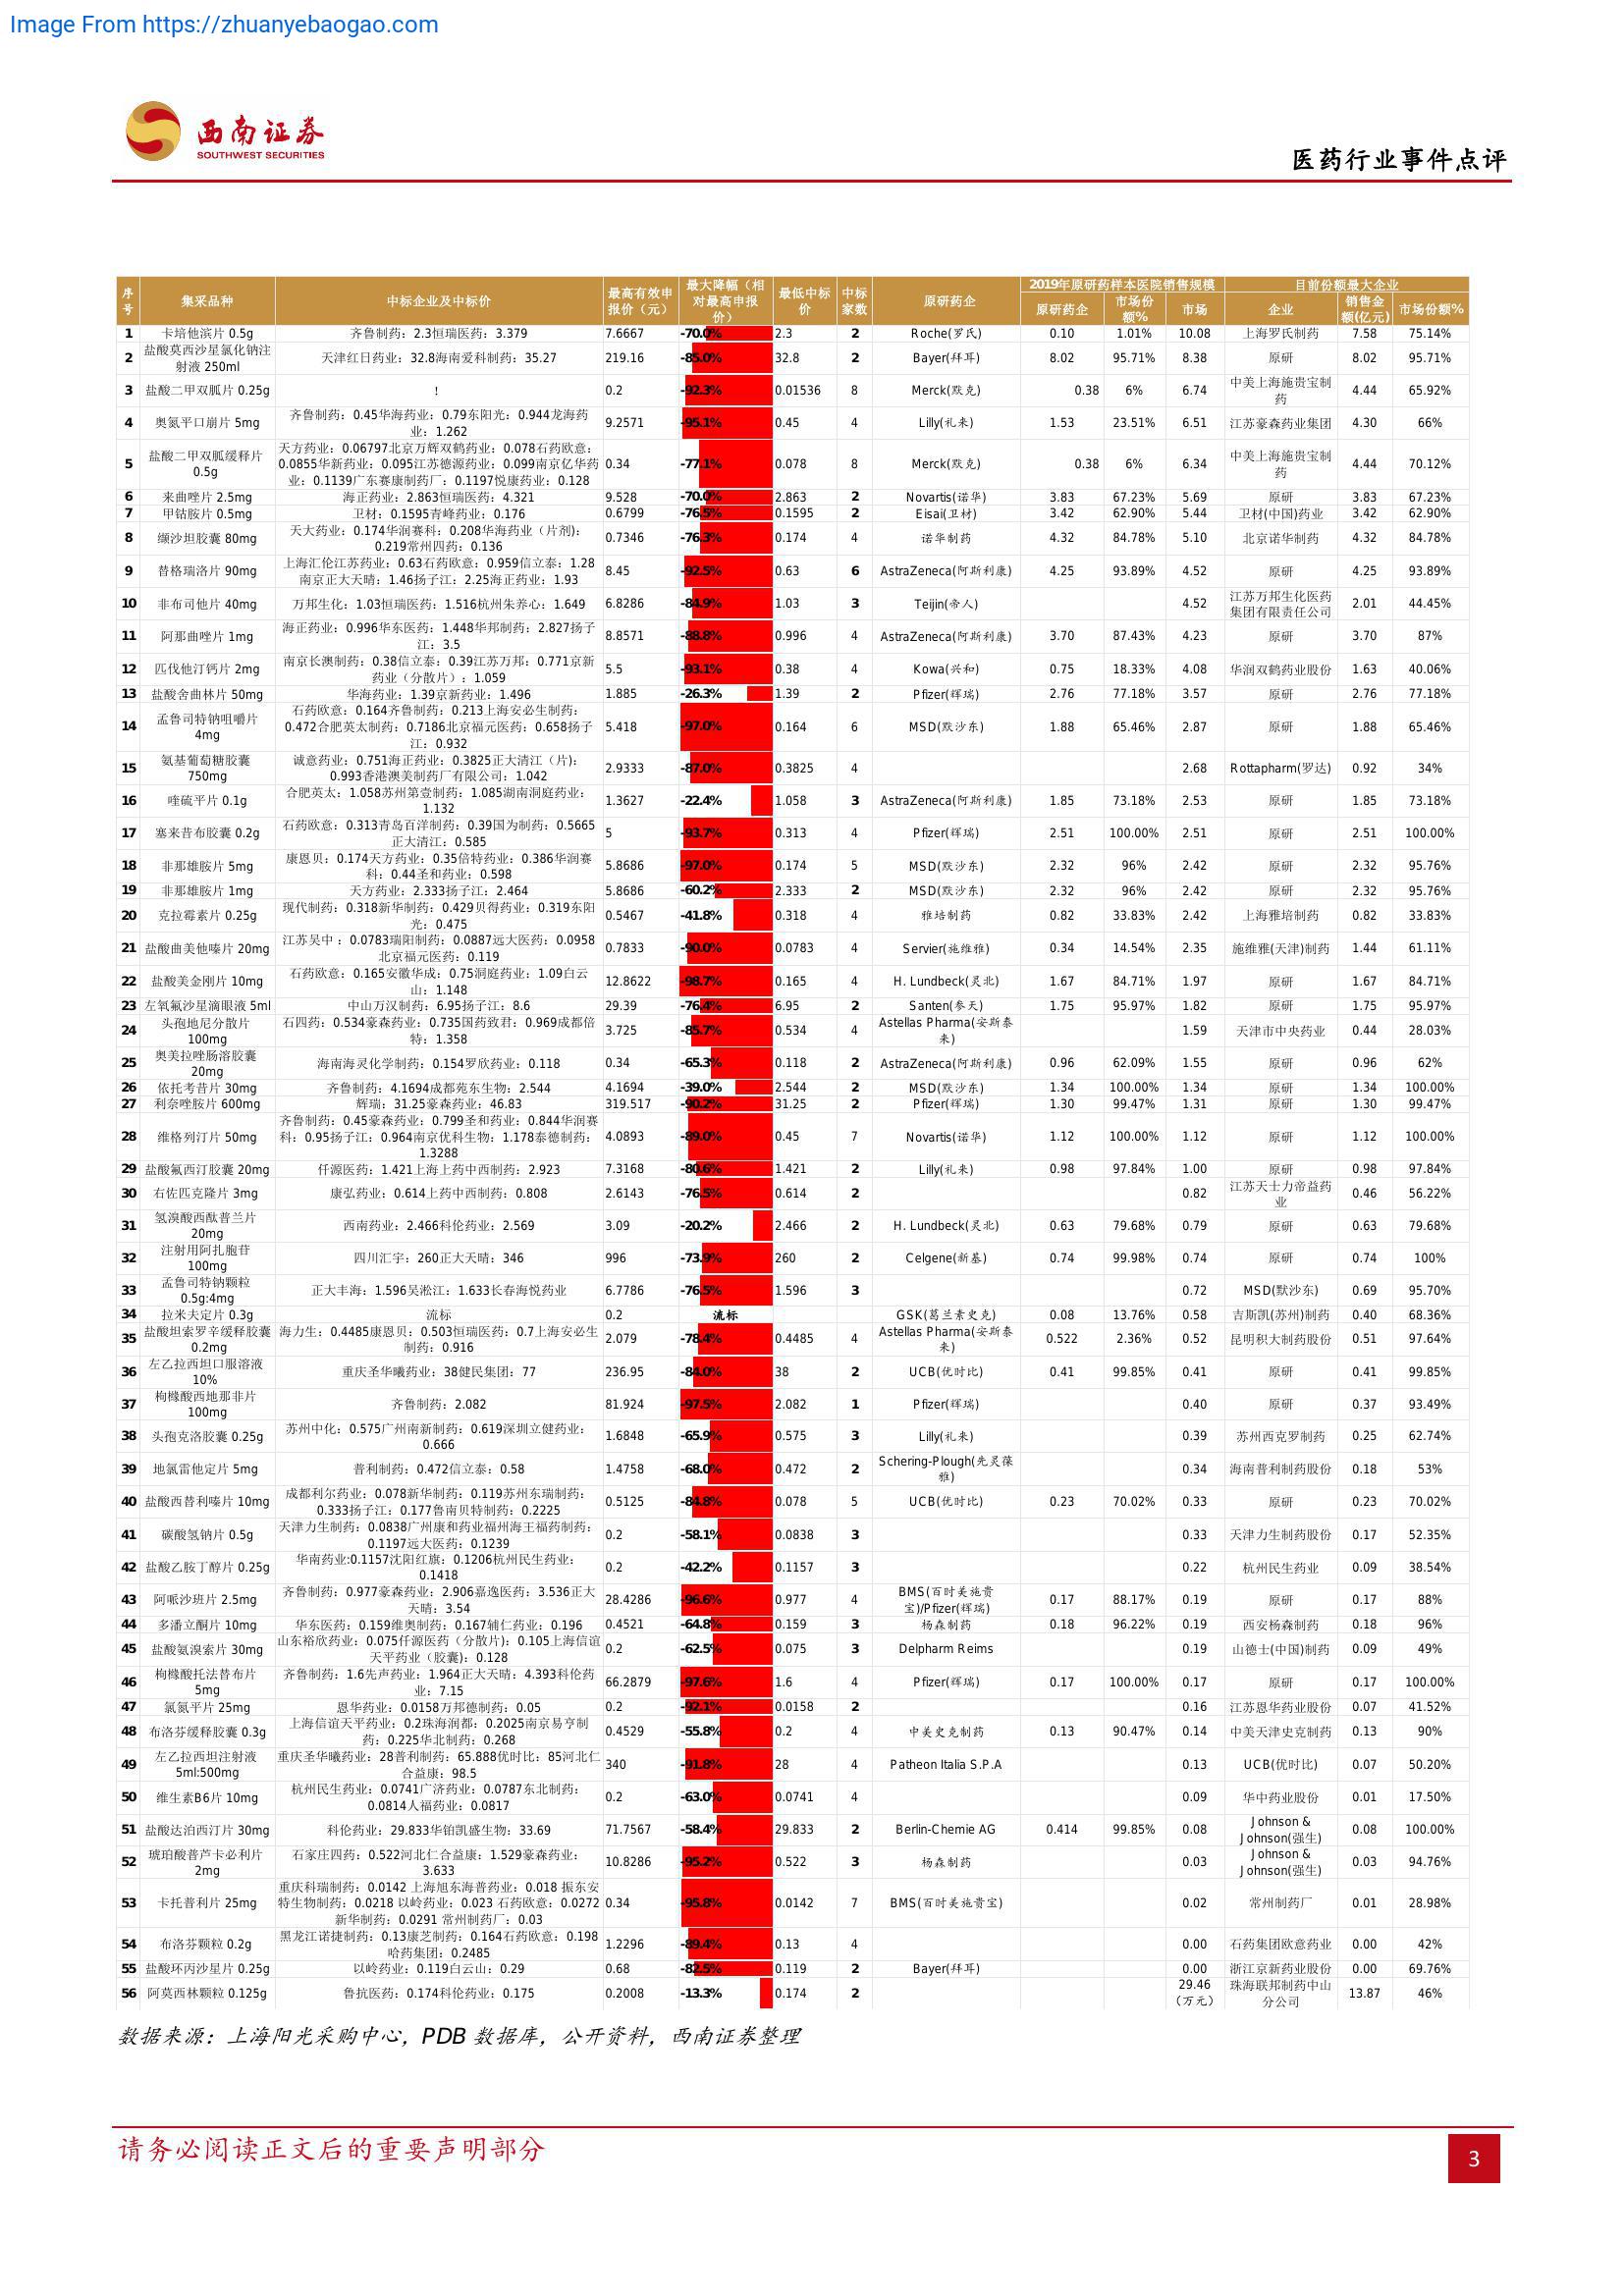 Image From https://zhuanyebaogao.com
西南证券
SOUTHWEST SECURITIES
医药行业事件点评
序号 集采品种 中标企业及中标价 最高有效申报价（元） 最大降幅（相对最高申报价） 最低中标价 中标家数 原研药企 2019年原研药样本医院销售规模 目前份额最大企业
原研药企 市场份额% 市场 企业 销售金额(亿元) 市场份额%
1 卡培他滨片 0.5g 齐鲁制药：2.3恒瑞医药：3.379 7.6667 -70.0% 2.3 2 Roche(罗氏) 0.10 1.01% 10.08 上海罗氏制药 7.58 75.14%
2 盐酸莫西沙星氯化钠注射液 250ml 天津红日药业：32.8海南爱科制药：35.27 219.16 -85.0% 32.8 2 Bayer(拜耳) 8.02 95.71% 8.38 原研 8.02 95.71%
3 盐酸二甲双胍片 0.25g ! 0.2 -92.3% 0.01536 8 Merck(默克) 0.38 6% 6.74 中美上海施贵宝制药 4.44 65.92%
4 奥氮平口崩片 5mg 齐鲁制药：0.45华海药业：0.79东阳光：0.944龙海药业：1.262 9.2571 -95.1% 0.45 4 Lilly(礼来) 1.53 23.51% 6.51 江苏豪森药业集团 4.30 66%
5 盐酸二甲双胍缓释片 0.5g 天方药业：0.06797北京万辉双鹤药业：0.078石药欧意：0.0855华新药业：0.095江苏德源药业：0.099南京亿华药业：0.1139广东赛康制药厂：0.1197悦康药业：0.128 0.34 -77.1% 0.078 8 Merck(默克) 0.38 6% 6.34 中美上海施贵宝制药 4.44 70.12%
6 来曲唑片 2.5mg 海正药业：2.863恒瑞医药：4.321 9.528 -70.0% 2.863 2 Novartis(诺华) 3.83 67.23% 5.69 原研 3.83 67.23%
7 甲钴胺片 0.5mg 卫材：0.1595青峰药业：0.176 0.6799 -76.5% 0.1595 2 Eisai(卫材) 3.42 62.90% 5.44 卫材(中国)药业 3.42 62.90%
8 缬沙坦胶囊 80mg 天大药业：0.174华润赛科：0.208华海药业（片剂)：0.219常州四药：0.136 0.7346 -76.3% 0.174 4 诺华制药 4.32 84.78% 5.10 北京诺华制药 4.32 84.78%
9 替格瑞洛片 90mg 上海汇伦江苏药业：0.63石药欧意：0.959信立泰：1.28南京正大天晴：1.46扬子江：2.25海正药业：1.93 8.45 -92.5% 0.63 6 AstraZeneca(阿斯利康) 4.25 93.89% 4.52 原研 4.25 93.89%
10 非布司他片 40mg 万邦生化：1.03恒瑞医药：1.516杭州朱养心：1.649 6.8286 -84.9% 1.03 3 Teijin(帝人) 4.52 江苏万邦生化医药集团有限责任公司 2.01 44.45%
11 阿那曲唑片 1mg 海正药业：0.996华东医药：1.448华邦制药：2.827扬子江：3.5 8.8571 -88.8% 0.996 4 AstraZeneca(阿斯利康) 3.70 87.43% 4.23 原研 3.70 87%
12 匹伐他汀钙片 2mg 南京长澳制药：0.38信立泰：0.39江苏万邦：0.771京新药业（分散片）：1.059 5.5 -93.1% 0.38 4 Kowa(兴和) 0.75 18.33% 4.08 华润双鹤药业股份 1.63 40.06%
13 盐酸舍曲林片 50mg 华海药业：1.39京新药业：1.496 1.885 -26.3% 1.39 2 Pfizer(辉瑞) 2.76 77.18% 3.57 原研 2.76 77.18%
14 孟鲁司特钠咀嚼片 4mg 石药欧意：0.164齐鲁制药：0.213上海安必生制药：0.472合肥英太制药：0.7186北京福元医药：0.658扬子江：0.932 5.418 -97.0% 0.164 6 MSD(默沙东) 1.88 65.46% 2.87 原研 1.88 65.46%
15 氨基葡萄糖胶囊 750mg 诚意药业：0.751海正药业：0.3825正大清江（片)：0.993香港澳美制药厂有限公司：1.042 2.9333 -87.0% 0.3825 4 2.68 Rottapharm(罗达) 0.92 34%
16 喹硫平片 0.1g 合肥英太：1.058苏州第壹制药：1.085湖南洞庭药业：1.132 1.3627 -22.4% 1.058 3 AstraZeneca(阿斯利康) 1.85 73.18% 2.53 原研 1.85 73.18%
17 塞来昔布胶囊 0.2g 石药欧意：0.313青岛百洋制药：0.39国为制药：0.5665正大清江：0.585 5 -93.7% 0.313 4 Pfizer(辉瑞) 2.51 100.00% 2.51 原研 2.51 100.00%
18 非那雄胺片 5mg 康恩贝：0.174天方药业：0.35倍特药业：0.386华润赛科：0.44圣和药业：0.598 5.8686 -97.0% 0.174 5 MSD(默沙东) 2.32 96% 2.42 原研 2.32 95.76%
19 非那雄胺片 1mg 天方药业：2.333扬子江：2.464 5.8686 -60.2% 2.333 2 MSD(默沙东) 2.32 96% 2.42 原研 2.32 95.76%
20 克拉霉素片 0.25g 现代制药：0.318新华制药：0.429贝得药业：0.319东阳光：0.475 0.5467 -41.8% 0.318 4 雅培制药 0.82 33.83% 2.42 上海雅培制药 0.82 33.83%
21 盐酸曲美他嗪片 20mg 江苏吴中 ：0.0783瑞阳制药：0.0887远大医药：0.0958北京福元医药：0.119 0.7833 -90.0% 0.0783 4 Servier(施维雅) 0.34 14.54% 2.35 施维雅(天津)制药 1.44 61.11%
22 盐酸美金刚片 10mg 石药欧意：0.165安徽华成：0.75洞庭药业：1.09白云山：1.148 12.8622 -98.7% 0.165 4 H. Lundbeck(灵北) 1.67 84.71% 1.97 原研 1.67 84.71%
23 左氧氟沙星滴眼液 5ml 中山万汉制药：6.95扬子江：8.6 29.39 -76.4% 6.95 2 Santen(参天) 1.75 95.97% 1.82 原研 1.75 95.97%
24 头孢地尼分散片 100mg 石四药：0.534豪森药业：0.735国药致君：0.969成都倍特：1.358 3.725 -85.7% 0.534 4 Astellas Pharma(安斯泰来) 1.59 天津市中央药业 0.44 28.03%
25 奥美拉唑肠溶胶囊 20mg 海南海灵化学制药：0.154罗欣药业：0.118 0.34 -65.3% 0.118 2 AstraZeneca(阿斯利康) 0.96 62.09% 1.55 原研 0.96 62%
26 依托考昔片 30mg 齐鲁制药：4.1694成都苑东生物：2.544 4.1694 -39.0% 2.544 2 MSD(默沙东) 1.34 100.00% 1.34 原研 1.34 100.00%
27 利奈唑胺片 600mg 辉瑞：31.25豪森药业：46.83 319.517 -90.2% 31.25 2 Pfizer(辉瑞) 1.30 99.47% 1.31 原研 1.30 99.47%
28 维格列汀片 50mg 齐鲁制药：0.45豪森药业：0.799圣和药业：0.844华润赛科：0.95扬子江：0.964南京优科生物：1.178泰德制药：1.3288 4.0893 -89.0% 0.45 7 Novartis(诺华) 1.12 100.00% 1.12 原研 1.12 100.00%
29 盐酸氟西汀胶囊 20mg 仟源医药：1.421上海上药中西制药：2.923 7.3168 -80.6% 1.421 2 Lilly(礼来) 0.98 97.84% 1.00 原研 0.98 97.84%
30 右佐匹克隆片 3mg 康弘药业：0.614上药中西制药：0.808 2.6143 -76.5% 0.614 2 0.82 江苏天士力帝益药业 0.46 56.22%
31 氢溴酸西酞普兰片 20mg 西南药业：2.466科伦药业：2.569 3.09 -20.2% 2.466 2 H. Lundbeck(灵北) 0.63 79.68% 0.79 原研 0.63 79.68%
32 注射用阿扎胞苷 100mg 四川汇宇：260正大天晴：346 996 -73.9% 260 2 Celgene(新基) 0.74 99.98% 0.74 原研 0.74 100%
33 孟鲁司特钠颗粒 0.5g:4mg 正大丰海：1.596吴淞江：1.633长春海悦药业 6.7786 -76.5% 1.596 3 0.72 MSD(默沙东) 0.69 95.70%
34 拉米夫定片 0.3g 流标 0.2 流标 GSK(葛兰素史克) 0.08 13.76% 0.58 吉斯凯(苏州)制药 0.40 68.36%
35 盐酸坦索罗辛缓释胶囊 0.2mg 海力生：0.4485康恩贝：0.503恒瑞医药：0.7上海安必生制药：0.916 2.079 -78.4% 0.4485 4 Astellas Pharma(安斯泰来) 0.522 2.36% 0.52 昆明积大制药股份 0.51 97.64%
36 左乙拉西坦口服溶液 10% 重庆圣华曦药业：38健民集团：77 236.95 -84.0% 38 2 UCB(优时比) 0.41 99.85% 0.41 原研 0.41 99.85%
37 枸橼酸西地那非片 100mg 齐鲁制药：2.082 81.924 -97.5% 2.082 1 Pfizer(辉瑞) 0.40 原研 0.37 93.49%
38 头孢克洛胶囊 0.25g 苏州中化：0.575广州南新制药：0.619深圳立健药业：0.666 1.6848 -65.9% 0.575 3 Lilly(礼来) 0.39 苏州西克罗制药 0.25 62.74%
39 地氯雷他定片 5mg 普利制药：0.472信立泰：0.58 1.4758 -68.0% 0.472 2 Schering-Plough(先灵葆雅) 0.34 海南普利制药股份 0.18 53%
40 盐酸西替利嗪片 10mg 成都利尔药业：0.078新华制药：0.119苏州东瑞制药：0.333扬子江：0.177鲁南贝特制药：0.2225 0.5125 -84.8% 0.078 5 UCB(优时比) 0.23 70.02% 0.33 原研 0.23 70.02%
41 碳酸氢钠片 0.5g 天津力生制药：0.0838广州康和药业福州海王福药制药：0.1197远大医药：0.1239 0.2 -58.1% 0.0838 3 0.33 天津力生制药股份 0.17 52.35%
42 盐酸乙胺丁醇片 0.25g 华南药业:0.1157沈阳红旗：0.1206杭州民生药业：0.1418 0.2 -42.2% 0.1157 3 0.22 杭州民生药业 0.09 38.54%
43 阿哌沙班片 2.5mg 齐鲁制药：0.977豪森药业：2.906嘉逸医药：3.536正大天晴：3.54 28.4286 -96.6% 0.977 4 BMS(百时美施贵宝)/Pfizer(辉瑞) 0.17 88.17% 0.19 原研 0.17 88%
44 多潘立酮片 10mg 华东医药：0.159维奥制药：0.167辅仁药业：0.196 0.4521 -64.8% 0.159 3 杨森制药 0.18 96.22% 0.19 西安杨森制药 0.18 96%
45 盐酸氨溴索片 30mg 山东裕欣药业：0.075仟源医药（分散片)：0.105上海信谊天平药业（胶囊)：0.128 0.2 -62.5% 0.075 3 Delpharm Reims 0.19 山德士(中国)制药 0.09 49%
46 枸橼酸托法替布片 5mg 齐鲁制药：1.6先声药业：1.964正大天晴：4.393科伦药业：7.15 66.2879 -97.6% 1.6 4 Pfizer(辉瑞) 0.17 100.00% 0.17 原研 0.17 100.00%
47 氯氮平片 25mg 恩华药业：0.0158万邦德制药：0.05 0.2 -92.1% 0.0158 2 0.16 江苏恩华药业股份 0.07 41.52%
48 布洛芬缓释胶囊 0.3g 上海信谊天平药业：0.2珠海润都：0.2025南京易亨制药：0.225华北制药：0.268 0.4529 -55.8% 0.2 4 中美史克制药 0.13 90.47% 0.14 中美天津史克制药 0.13 90%
49 左乙拉西坦注射液 5ml:500mg 重庆圣华曦药业：28普利制药：65.888优时比：85河北仁合益康：98.5 340 -91.8% 28 4 Patheon Italia S.P.A 0.13 UCB(优时比) 0.07 50.20%
50 维生素B6片 10mg 杭州民生药业：0.0741广济药业：0.0787东北制药：0.0814人福药业：0.0817 0.2 -63.0% 0.0741 4 0.09 华中药业股份 0.01 17.50%
51 盐酸达泊西汀片 30mg 科伦药业：29.833华铂凯盛生物：33.69 71.7567 -58.4% 29.833 2 Berlin-Chemie AG 0.414 99.85% 0.08 Johnson & Johnson(强生) 0.08 100.00%
52 琥珀酸普芦卡必利片 2mg 石家庄四药：0.522河北仁合益康：1.529豪森药业：3.633 10.8286 -95.2% 0.522 3 杨森制药 0.03 Johnson & Johnson(强生) 0.03 94.76%
53 卡托普利片 25mg 重庆科瑞制药：0.0142 上海旭东海普药业：0.018 振东安特生物制药：0.0218 以岭药业：0.023 石药欧意：0.0272 新华制药：0.0291 常州制药厂：0.03 0.34 -95.8% 0.0142 7 BMS(百时美施贵宝) 0.02 常州制药厂 0.01 28.98%
54 布洛芬颗粒 0.2g 黑龙江诺捷制药：0.13康芝制药：0.164石药欧意：0.198哈药集团：0.2485 1.2296 -89.4% 0.13 4 0.00 石药集团欧意药业 0.00 42%
55 盐酸环丙沙星片 0.25g 以岭药业：0.119白云山：0.29 0.68 -82.5% 0.119 2 Bayer(拜耳) 0.00 浙江京新药业股份 0.00 69.76%
56 阿莫西林颗粒 0.125g 鲁抗医药：0.174科伦药业：0.175 0.2008 -13.3% 0.174 2 29.46（万元） 珠海联邦制药中山分公司 13.87 46%
数据来源：上海阳光采购中心，PDB 数据库，公开资料，西南证券整理
请务必阅读正文后的重要声明部分
3